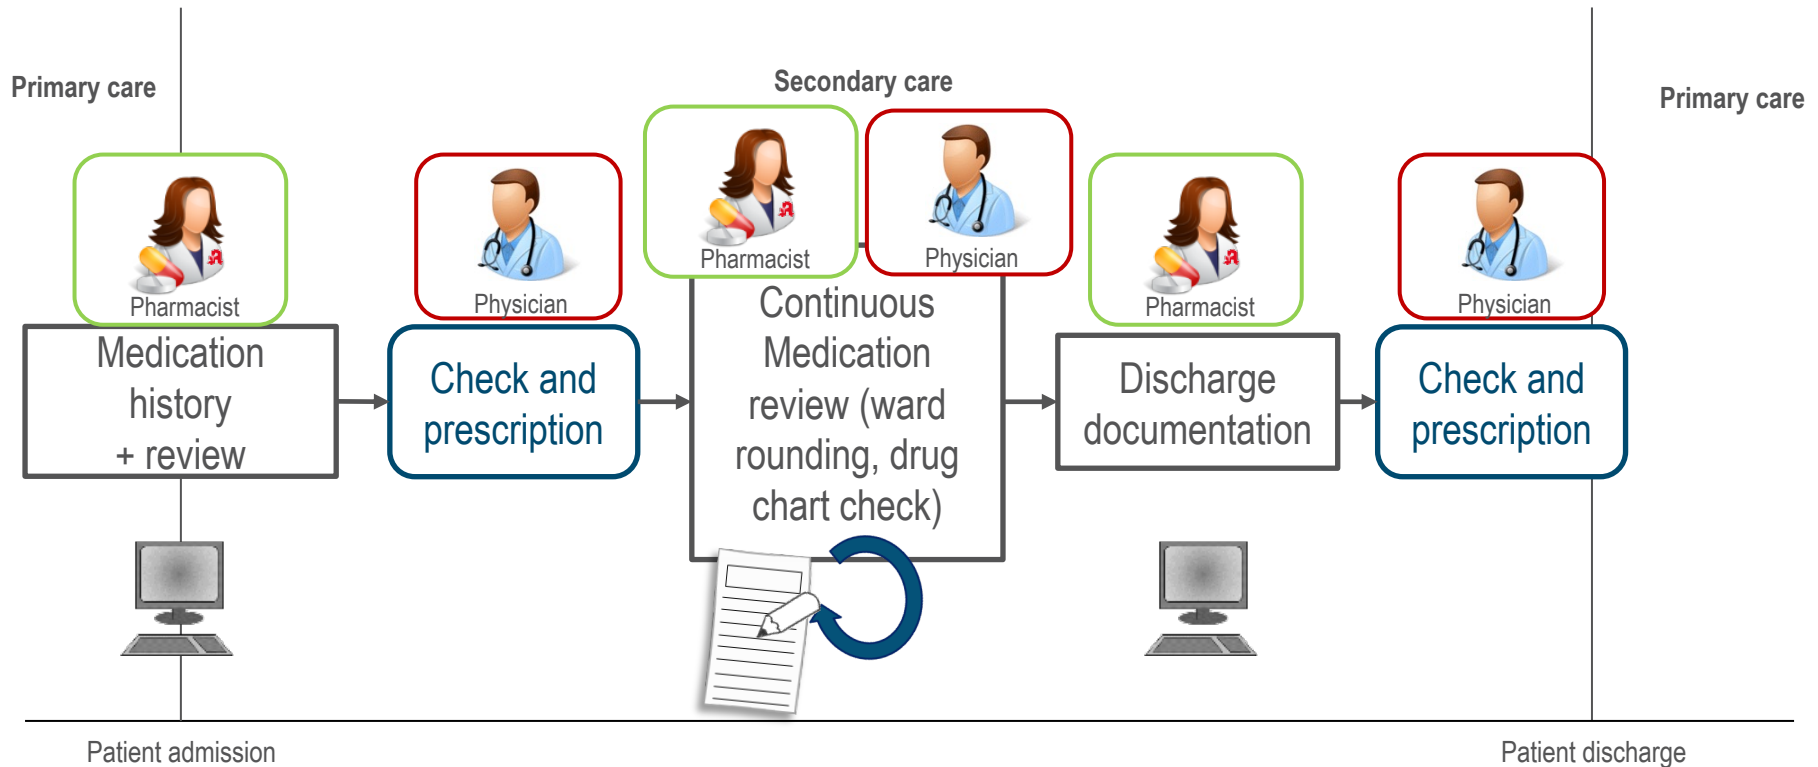 Primary care
Secondary care
Primary care
Pharmacist
Physician
Pharmacist
Physician
Pharmacist
Physician
Medication
history
+ review
Check and
prescription
Continuous
Medication
review (ward
rounding, drug
chart check)
Discharge
documentation
Check and
prescription
Patient admission
Patient discharge